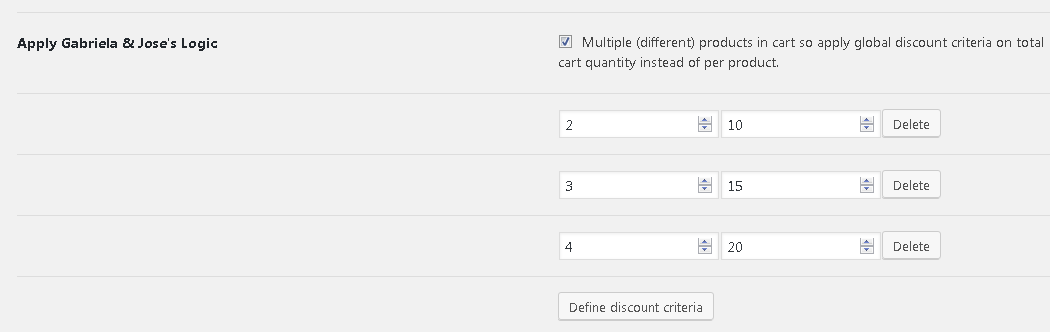 Apply Gabriela & Jose's Logic
Multiple (different) products in cart so apply global discount criteria on total
cart quantity instead of per product.
2 10 Delete
3 15 Delete
4 20 Delete
Define discount criteria